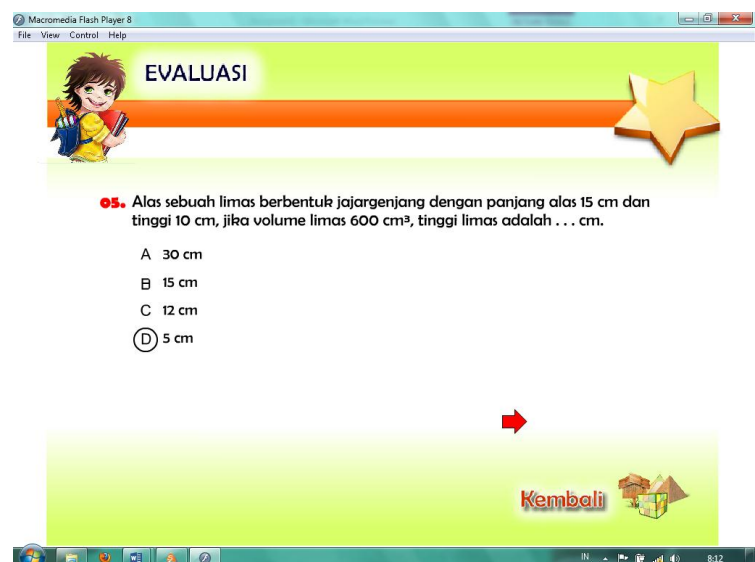 Macromedia Flash Player 8
File View Control Help
EVALUASI
05. Alas sebuah limas berbentuk jajargenjang dengan panjang alas 15 cm dan
tinggi 10 cm, jika volume limas 600 cm³, tinggi limas adalah . . . cm.
A 30 cm
B 15 cm
C 12 cm
D 5 cm
Kembali
IN 8:12